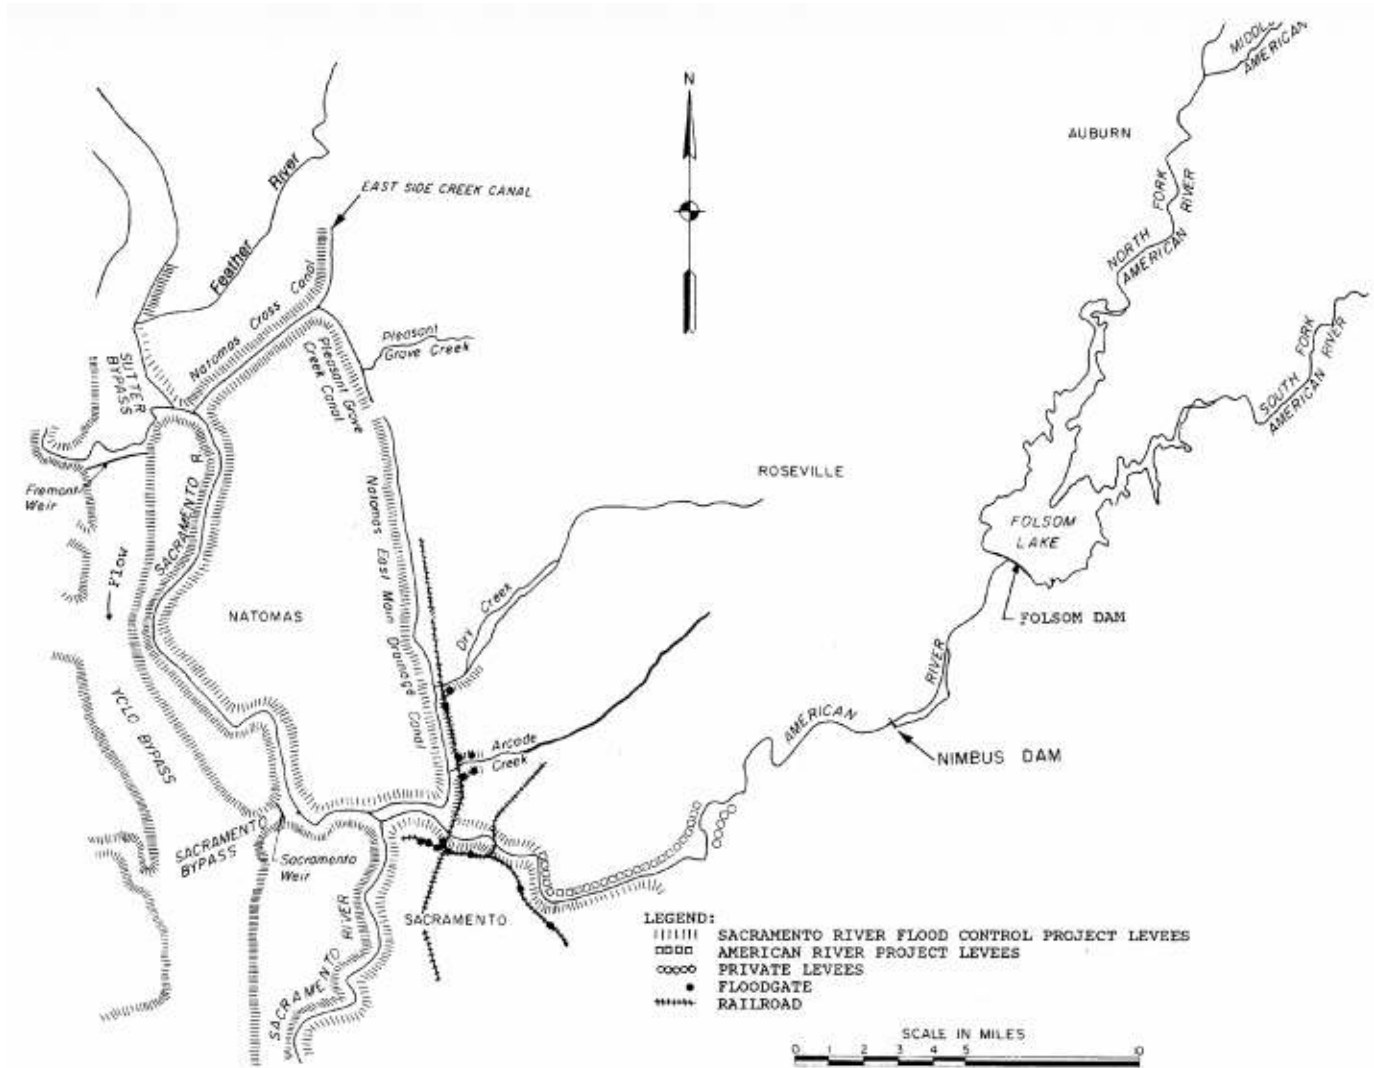 MIDDLE
AMERICAN
N
AUBURN
River
Feather
EAST SIDE CREEK CANAL
NORTH FORK
AMERICAN RIVER
Natomas Cross Canal
Pleasant
Grove Creek
Pleasant Grove
Creek Canal
SUTTER
BYPASS
SOUTH FORK
AMERICAN RIVER
Fremont
Weir
SACRAMENTO R.
ROSEVILLE
FOLSOM
LAKE
Flow
Natomas East Main Drainage Canal
NATOMAS
Dry Creek
FOLSOM DAM
AMERICAN RIVER
YCLC BYPASS
Arcade
Creek
NIMBUS DAM
SACRAMENTO
BYPASS
Sacramento
Weir
SACRAMENTO
SACRAMENTO RIVER
LEGEND:
SACRAMENTO RIVER FLOOD CONTROL PROJECT LEVEES
AMERICAN RIVER PROJECT LEVEES
PRIVATE LEVEES
FLOODGATE
RAILROAD
SCALE IN MILES
0 1 2 3 4 5 0